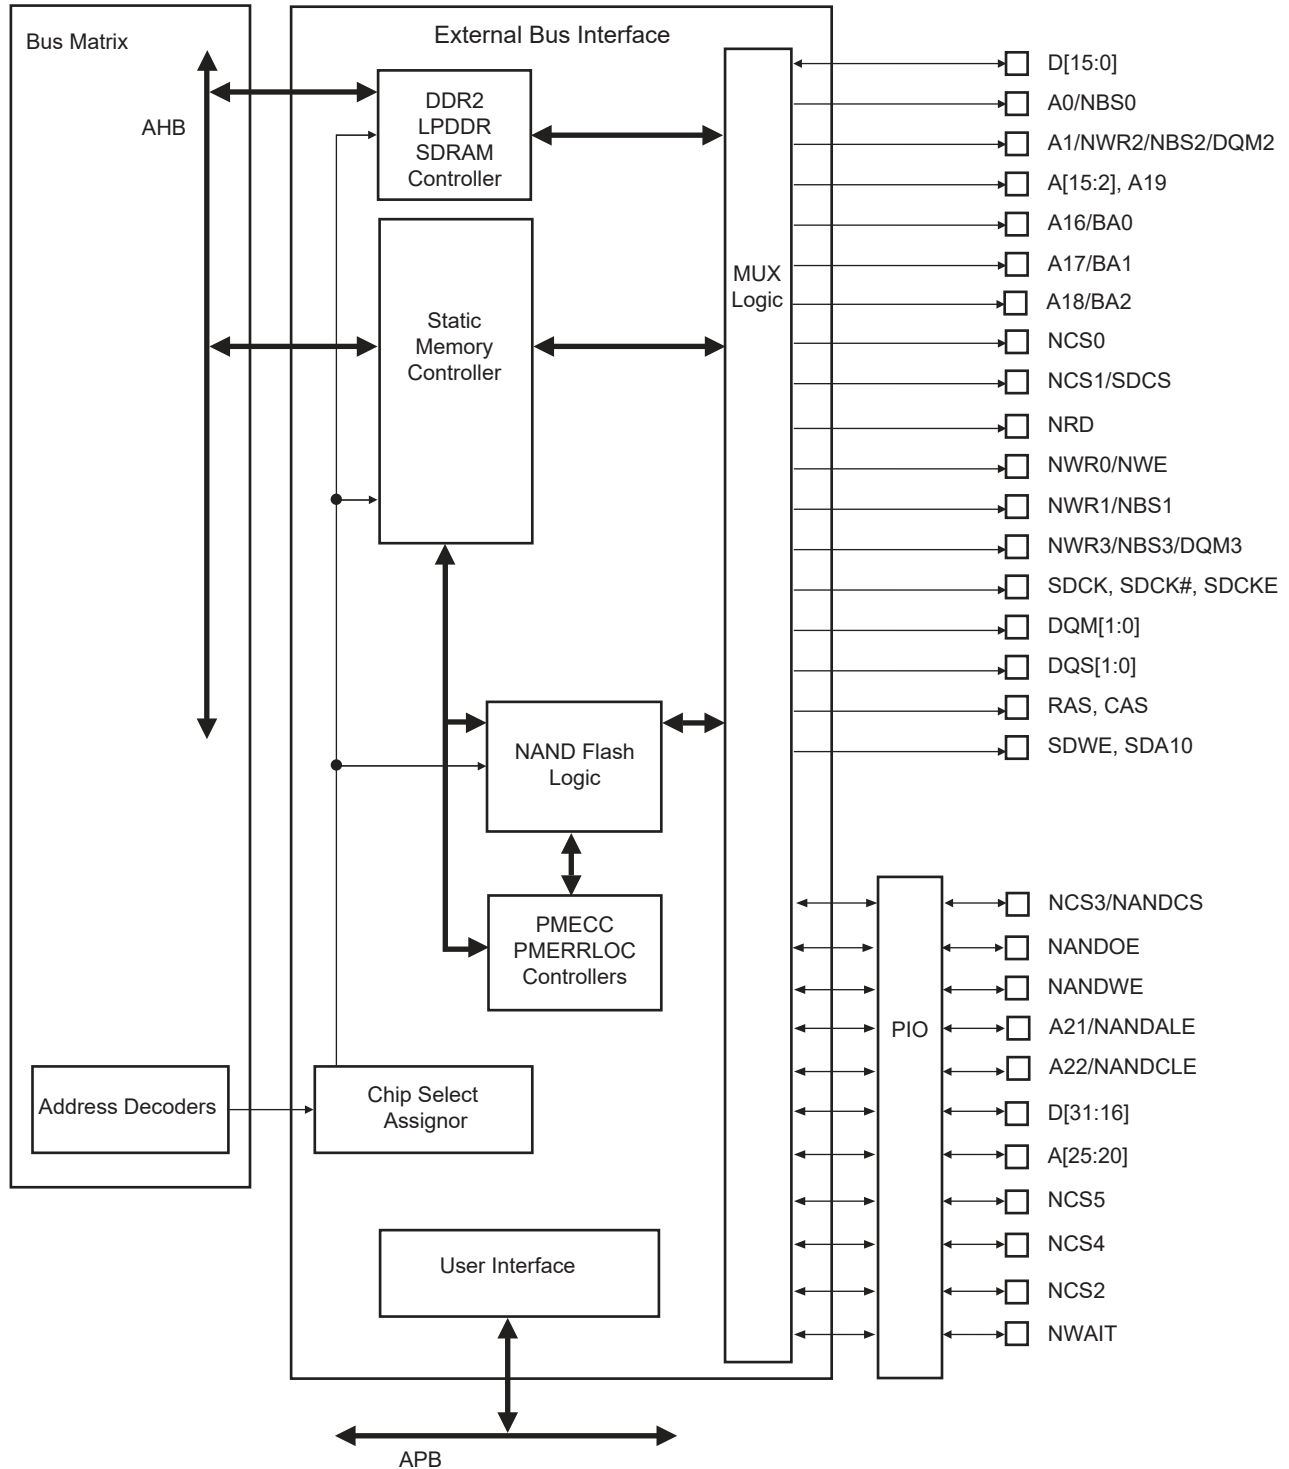 Bus Matrix
AHB
Address Decoders
External Bus Interface
DDR2
LPDDR
SDRAM
Controller
Static
Memory
Controller
NAND Flash
Logic
PMECC
PMERRLOC
Controllers
Chip Select
Assignor
User Interface
APB
MUX
Logic
D[15:0]
A0/NBS0
A1/NWR2/NBS2/DQM2
A[15:2], A19
A16/BA0
A17/BA1
A18/BA2
NCS0
NCS1/SDCS
NRD
NWR0/NWE
NWR1/NBS1
NWR3/NBS3/DQM3
SDCK, SDCK#, SDCKE
DQM[1:0]
DQS[1:0]
RAS, CAS
SDWE, SDA10
PIO
NCS3/NANDCS
NANDOE
NANDWE
A21/NANDALE
A22/NANDCLE
D[31:16]
A[25:20]
NCS5
NCS4
NCS2
NWAIT